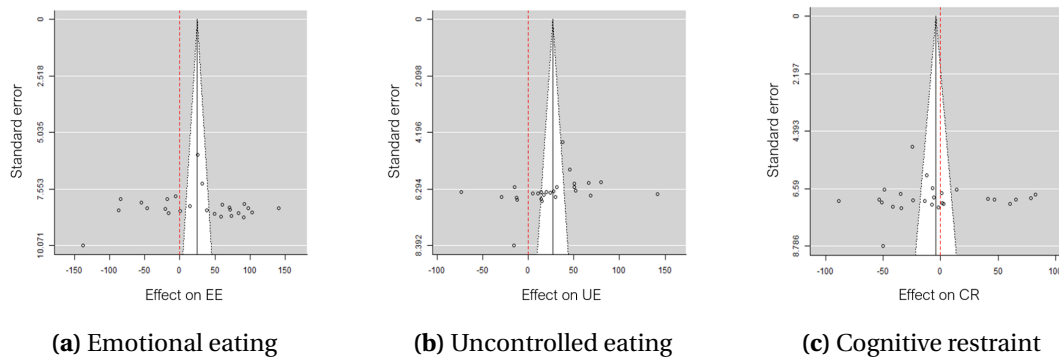 0
2.518
5.035
7.553
10.071
Standard error
-150 -100 -50 0 50 100 150
Effect on EE
(a) Emotional eating
0
2.098
4.196
6.294
8.392
Standard error
-100 -50 0 50 100 150
Effect on UE
(b) Uncontrolled eating
0
2.197
4.393
6.59
8.786
Standard error
-100 -50 0 50 100
Effect on CR
(c) Cognitive restraint